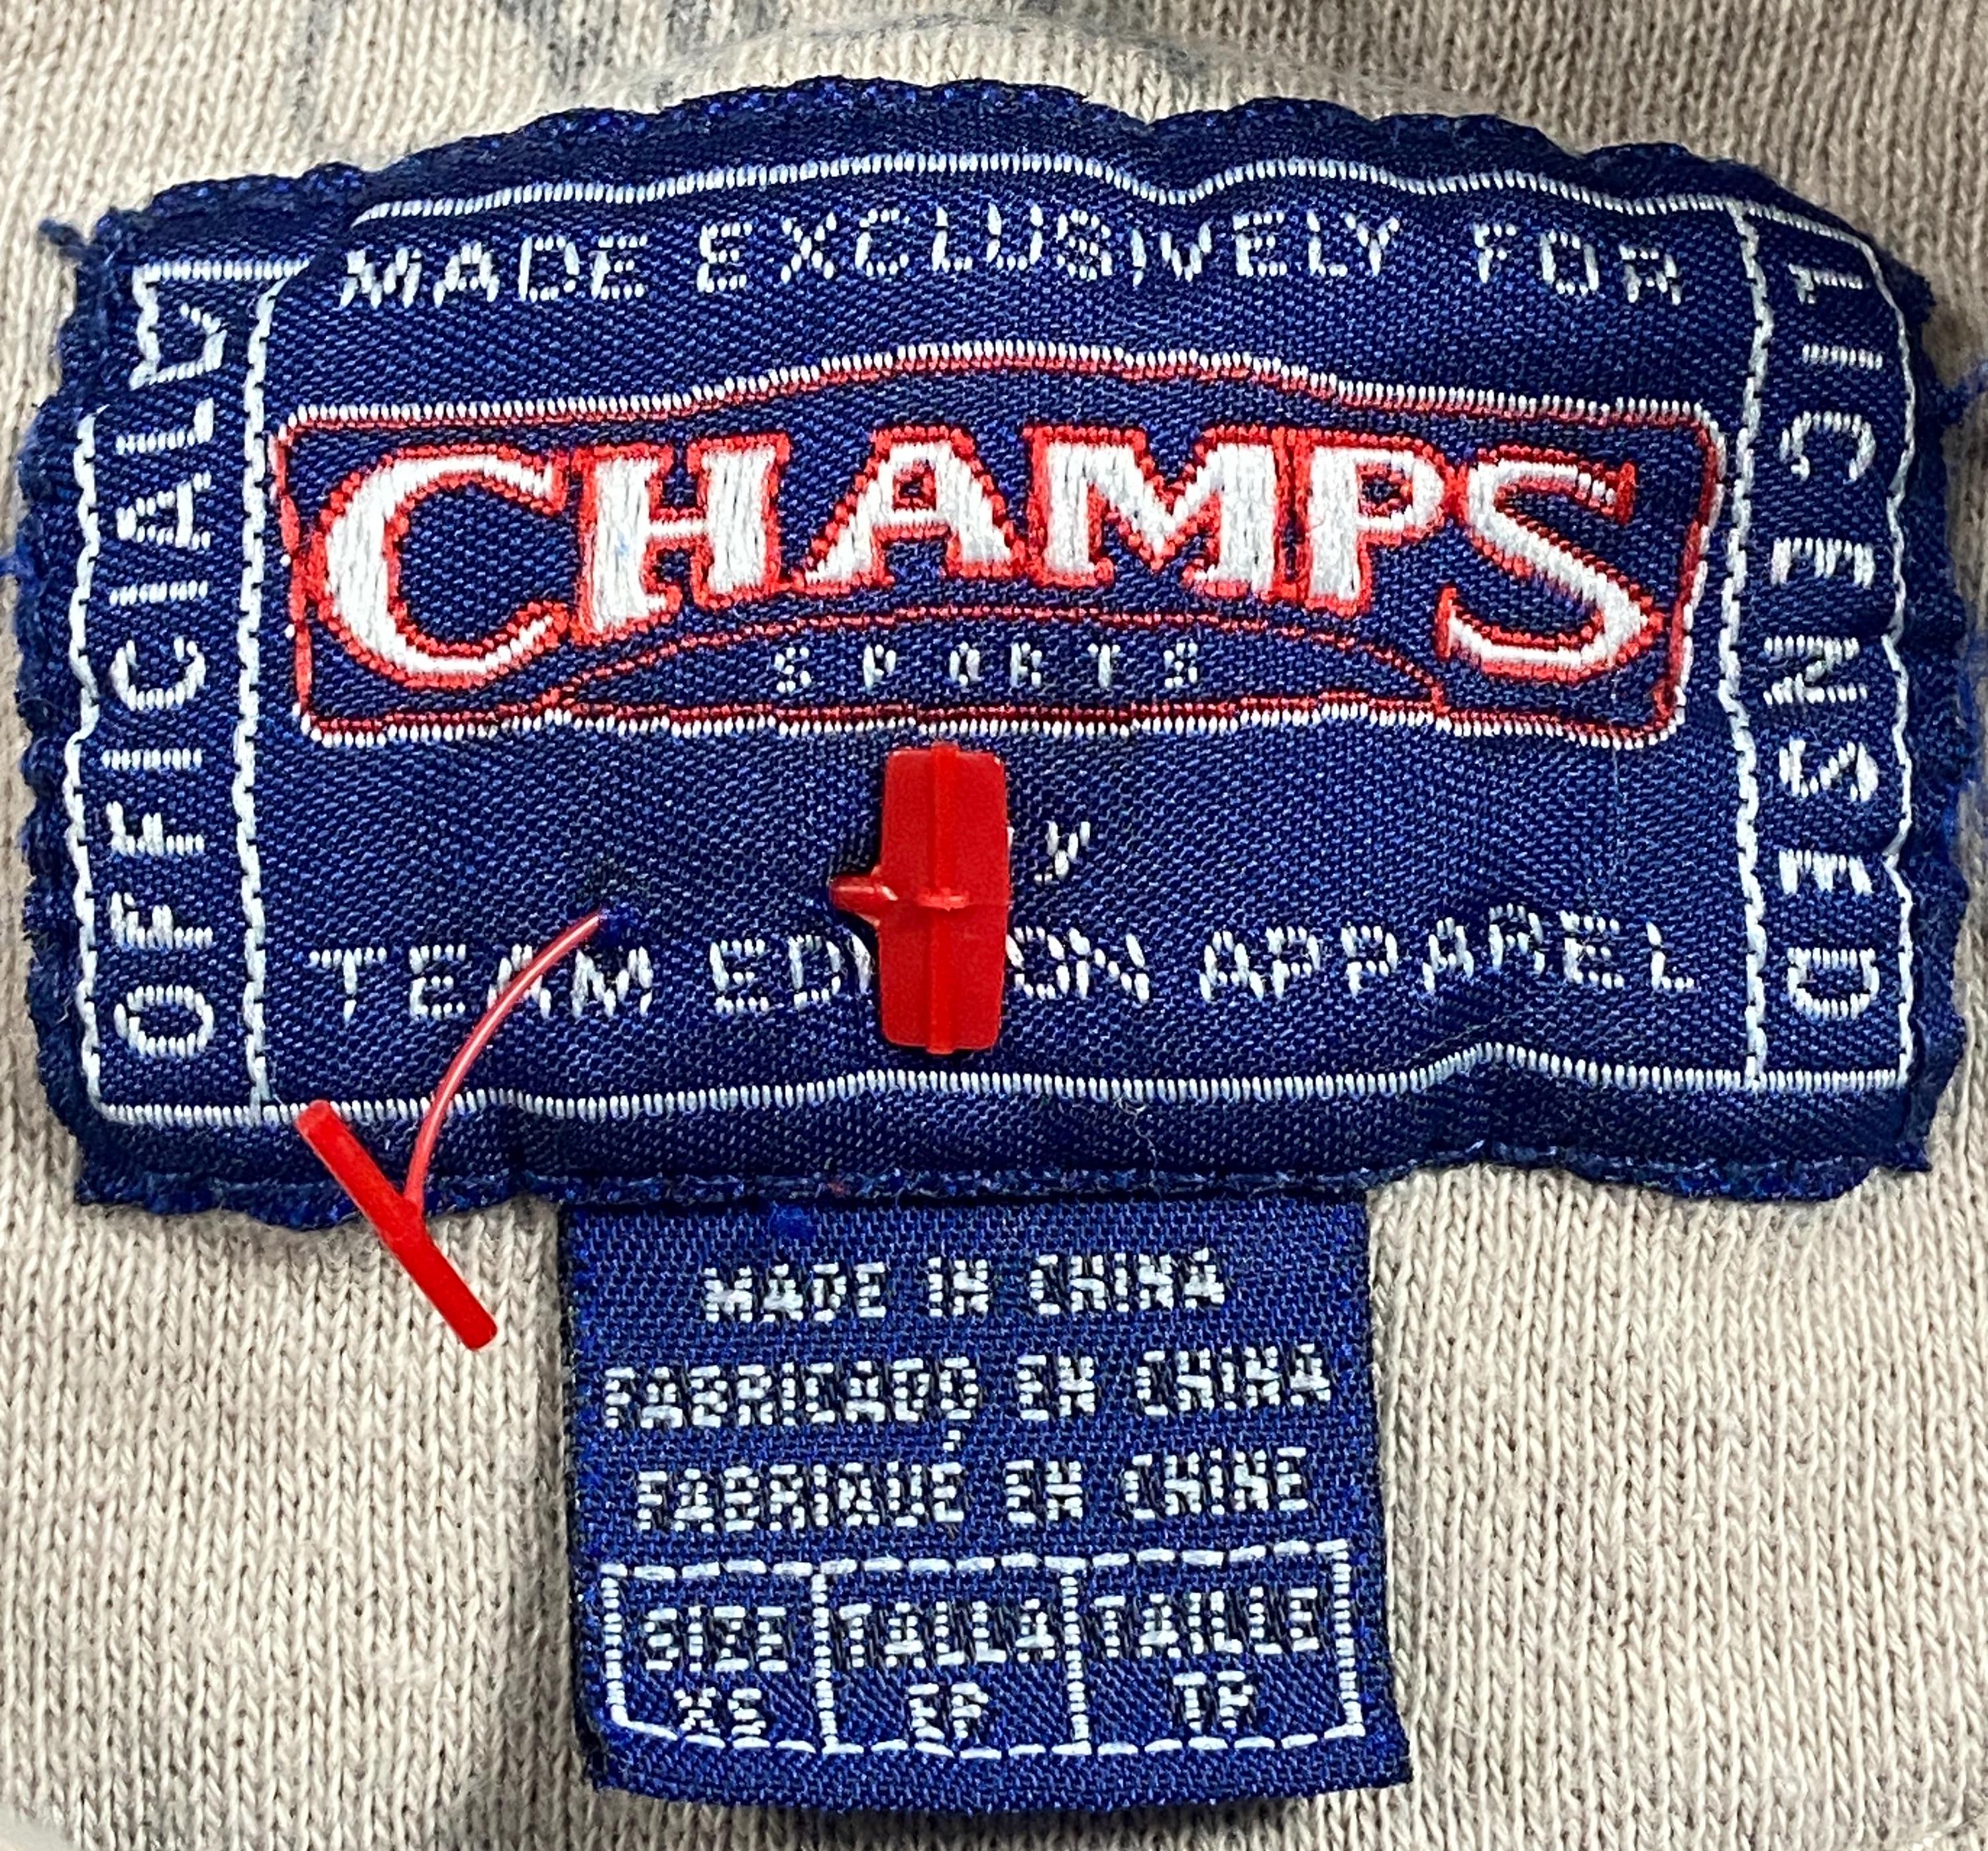 MADE EXCLUSIVELY FOR
OFFICIALLY
CHAMPS
SPORTS
LICENSED
y
TEAM EDI ON APPAREL
MADE IN CHINA
FABRICADO EN CHINA
FABRIQUÉ EN CHINE
SIZE TALLA TAILLE
XS EP TP